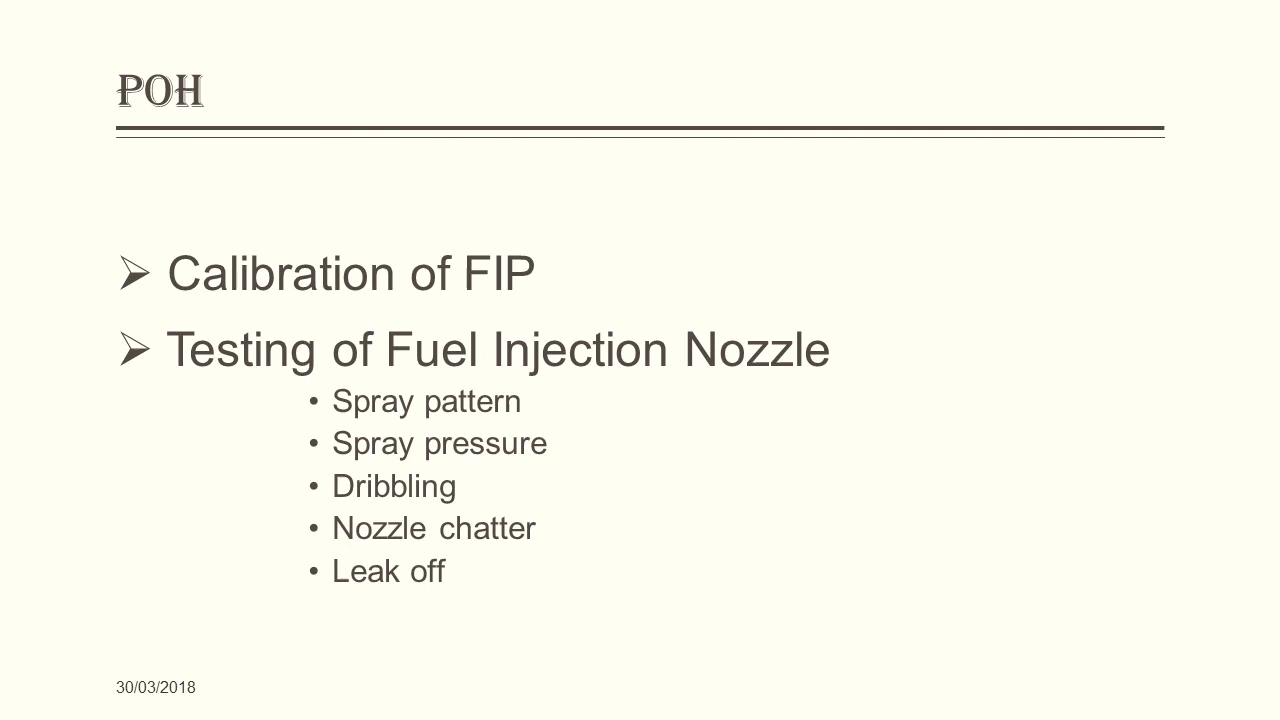 POH
➢ Calibration of FIP
➢ Testing of Fuel Injection Nozzle
• Spray pattern
• Spray pressure
• Dribbling
• Nozzle chatter
• Leak off
30/03/2018